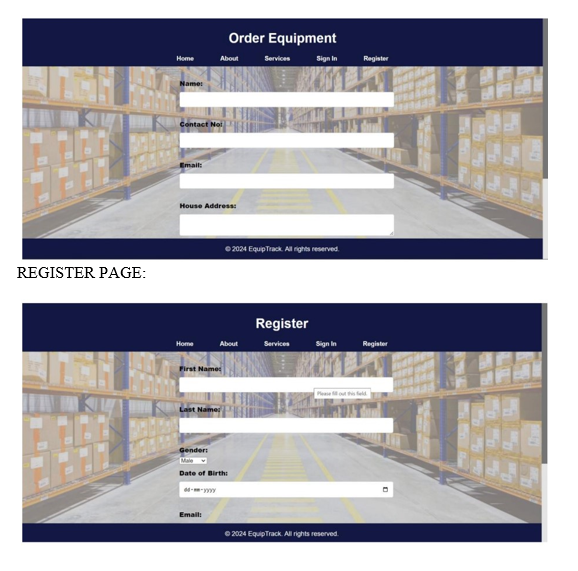 Order Equipment
Home About Services Sign In Register
Name:
Contact No:
Email:
House Address:
© 2024 EquipTrack. All rights reserved.
REGISTER PAGE:
Register
Home About Services Sign In Register
First Name:
Please fill out this field.
Last Name:
Gender:
Male
Date of Birth:
dd-mm-yyyy
Email:
© 2024 EquipTrack. All rights reserved.